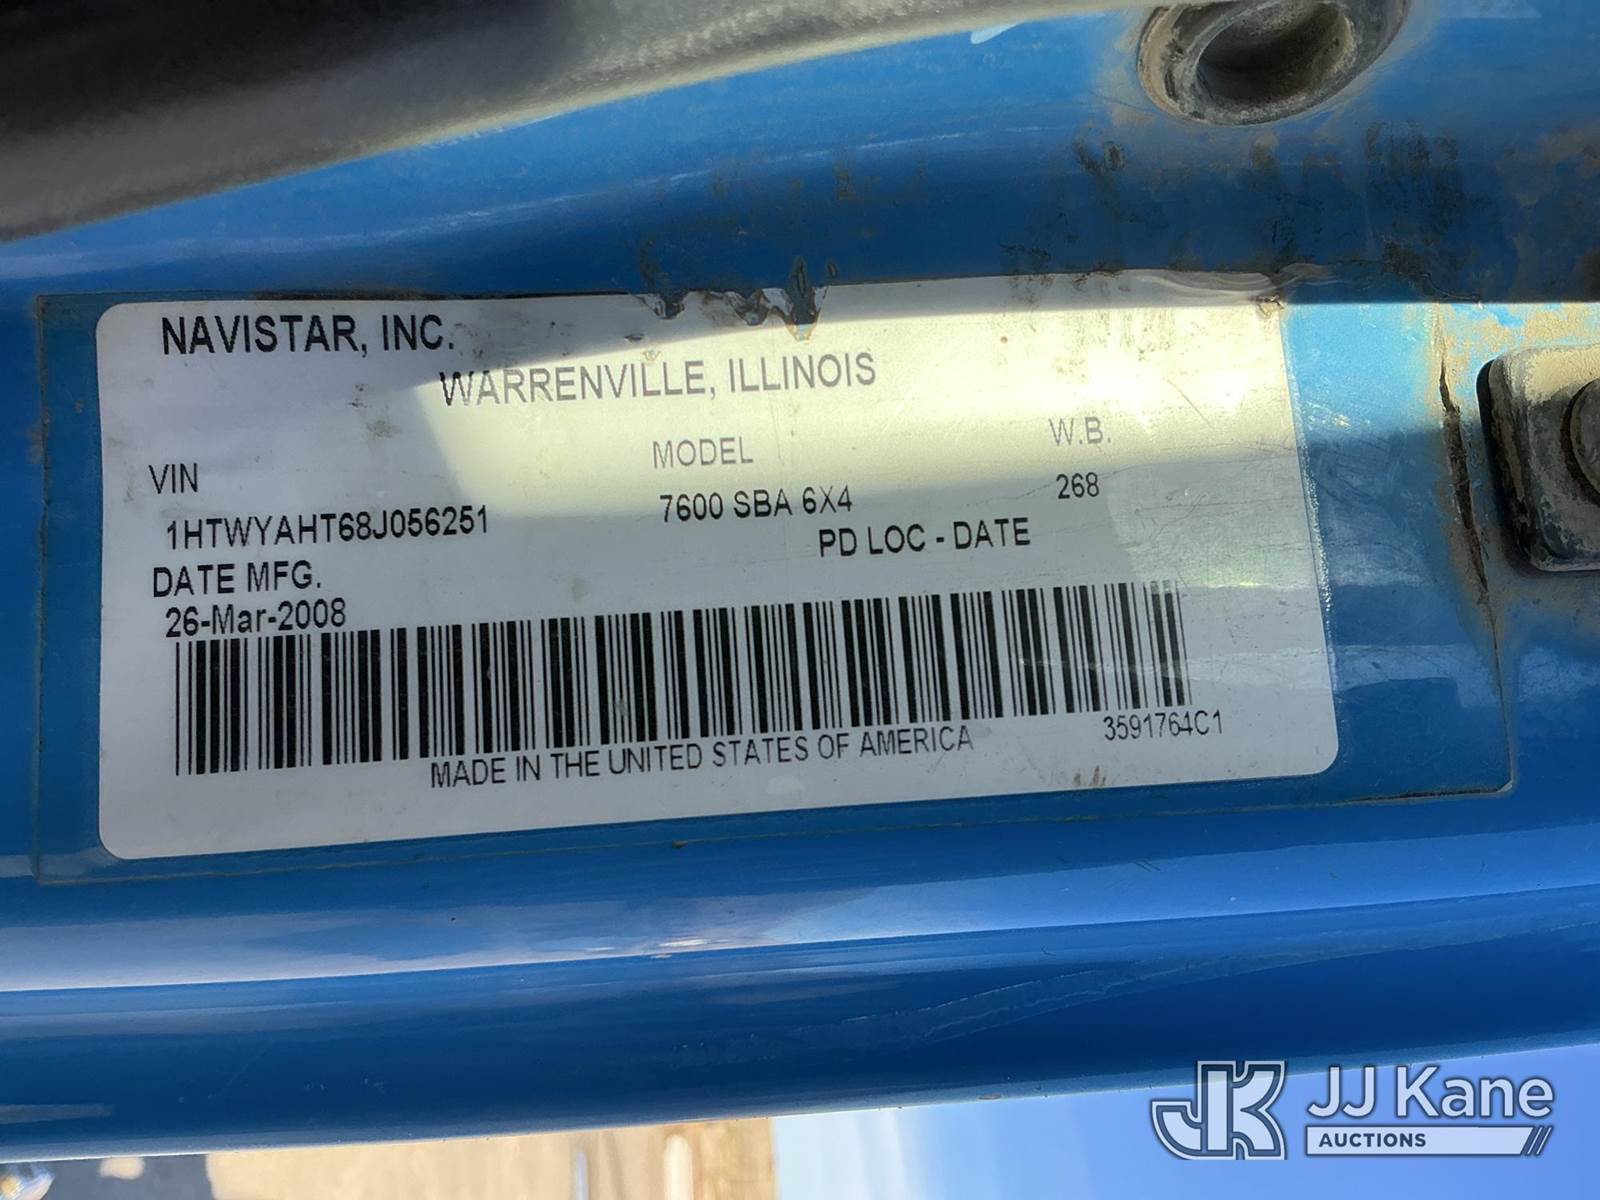 NAVISTAR, INC.
WARRENVILLE, ILLINOIS
VIN MODEL W.B.
1HTWYAHT68J056251 7600 SBA 6X4 268
DATE MFG. PD LOC - DATE
26-Mar-2008
MADE IN THE UNITED STATES OF AMERICA 3591764C1
JK JJ Kane
AUCTIONS